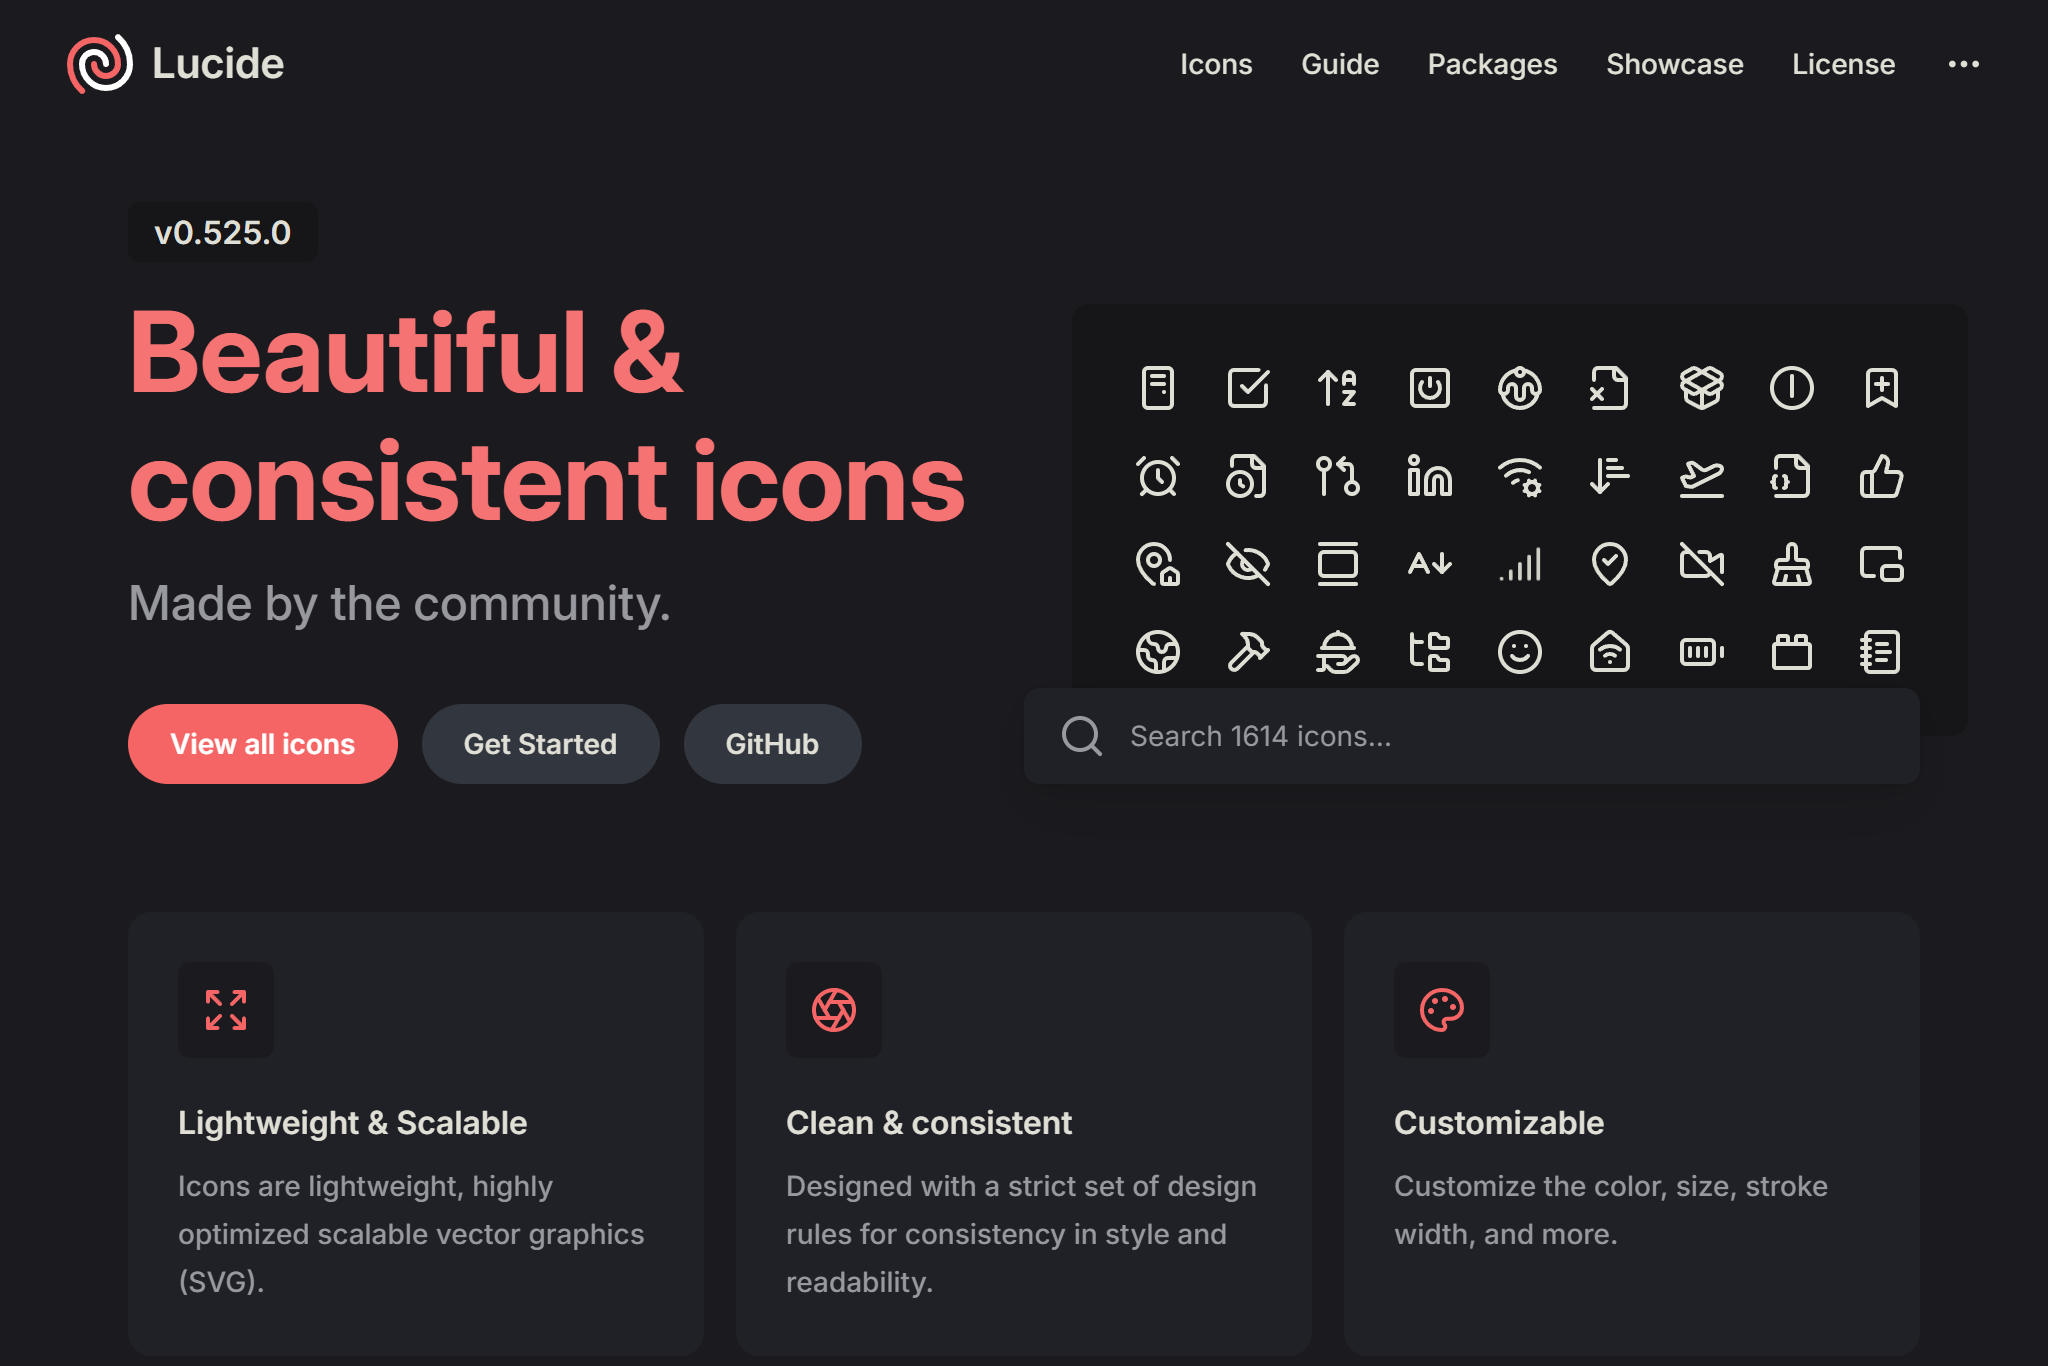 Lucide
Icons
Guide
Packages
Showcase
License
v0.525.0
Beautiful &
consistent icons
Made by the community.
View all icons
Get Started
GitHub
Search 1614 icons...
Lightweight & Scalable
Icons are lightweight, highly
optimized scalable vector graphics
(SVG).
Clean & consistent
Designed with a strict set of design
rules for consistency in style and
readability.
Customizable
Customize the color, size, stroke
width, and more.